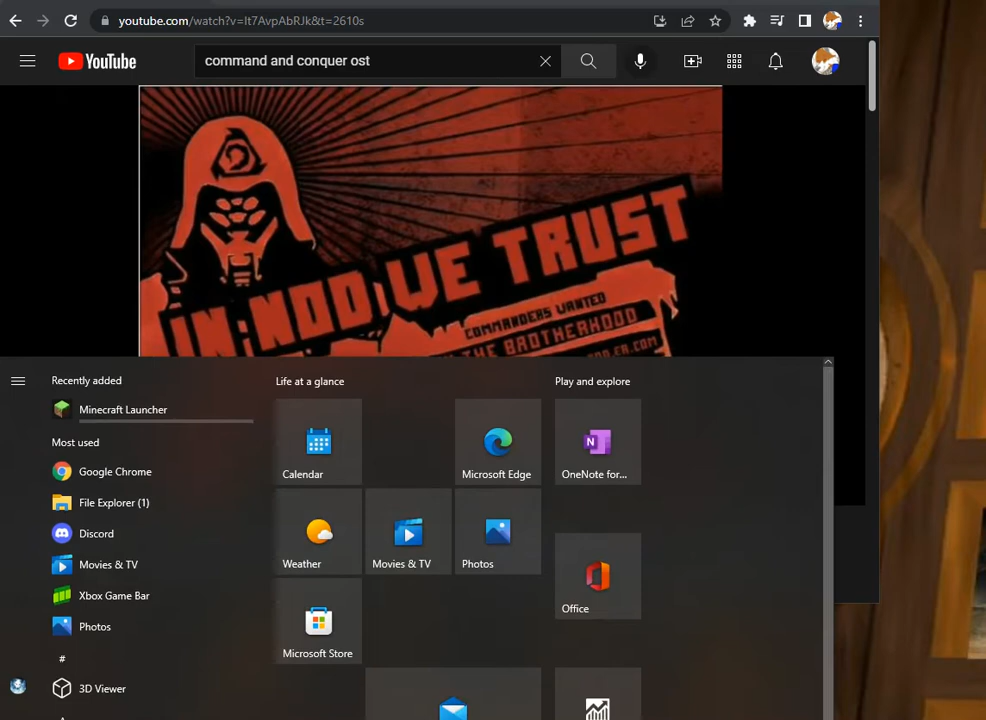 youtube.com/watch?v=It7AvpAbRJk&t=2610s
YouTube
command and conquer ost
IN NOD WE TRUST
COMMANDERS WANTED
THE BROTHERHOOD
Recently added
Minecraft Launcher
Most used
Google Chrome
File Explorer (1)
Discord
Movies & TV
Xbox Game Bar
Photos
#
3D Viewer
Life at a glance
Calendar
Microsoft Edge
Weather
Movies & TV
Photos
Microsoft Store
Play and explore
OneNote for...
Office